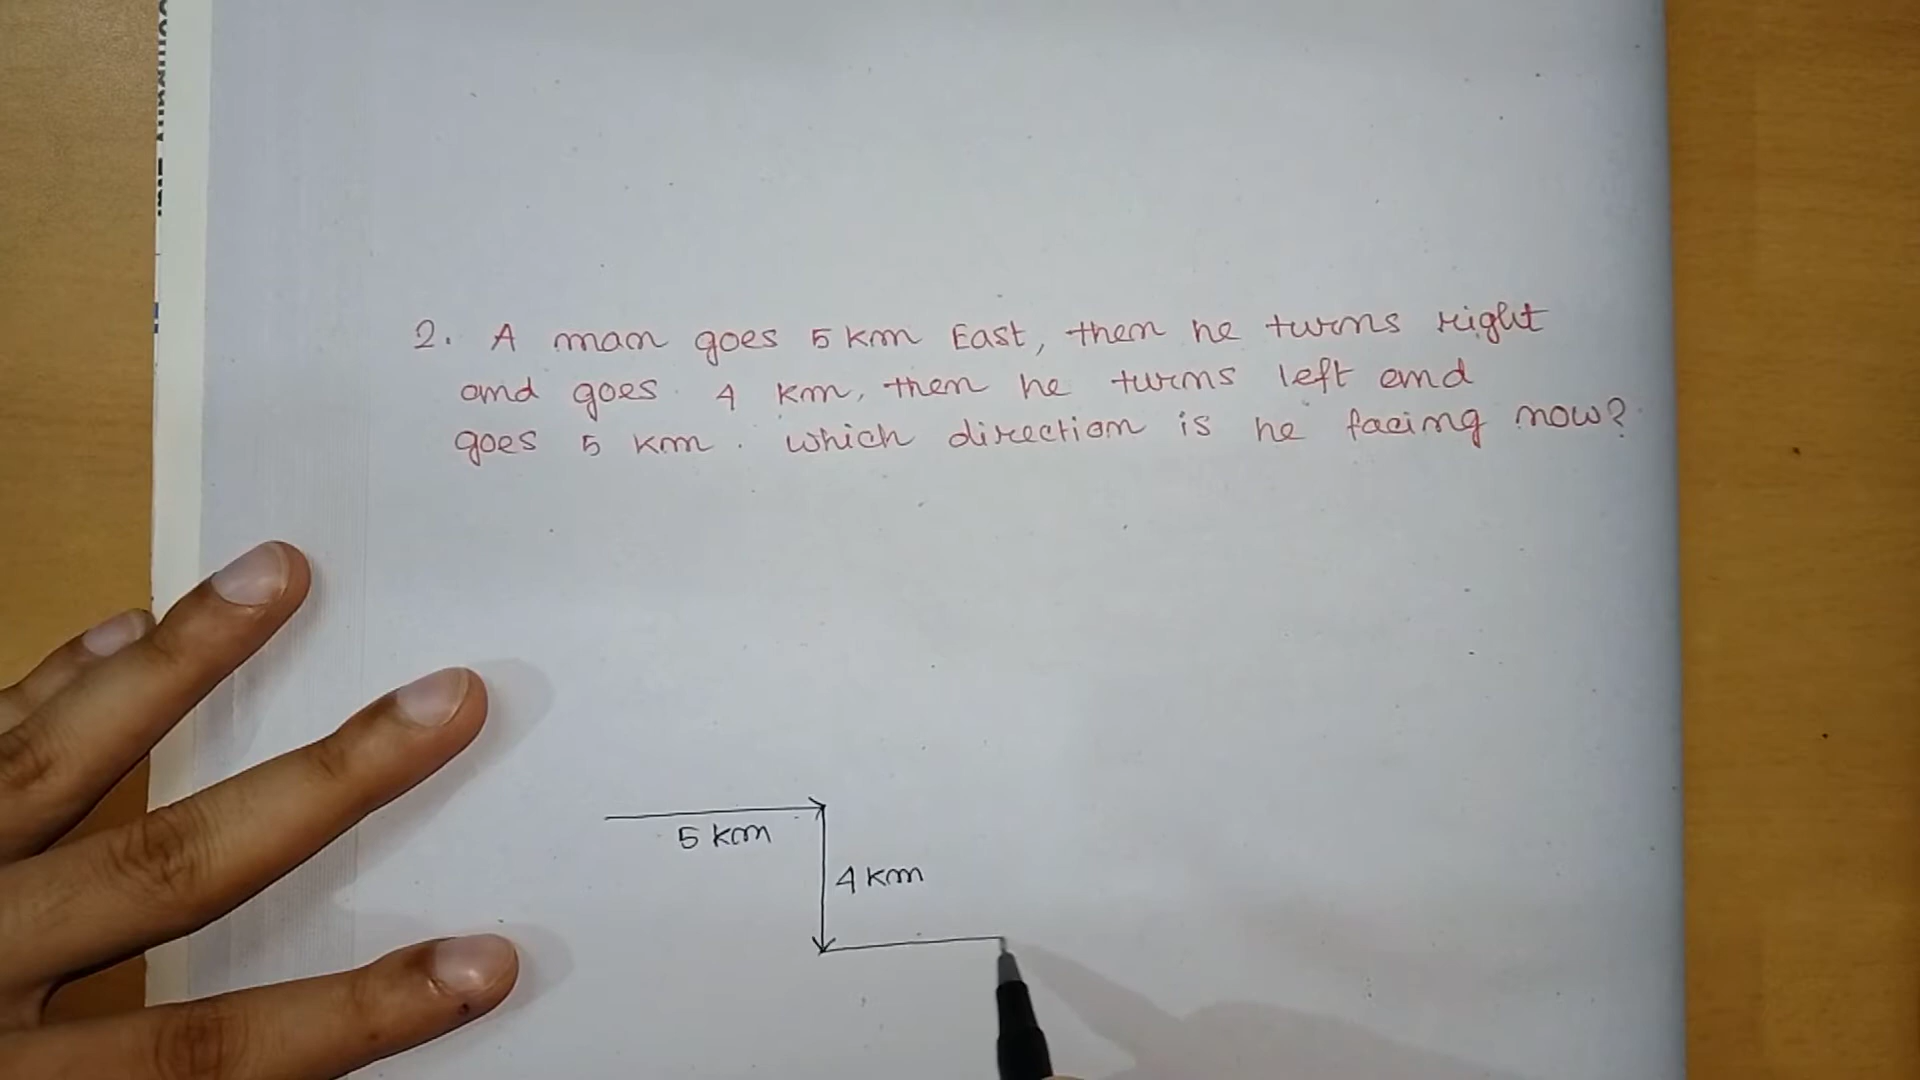 2. A man goes 5 km East, then he turns right
and goes 4 km, then he turns left and
goes 5 km. which direction is he facing now?
5 km
4 km